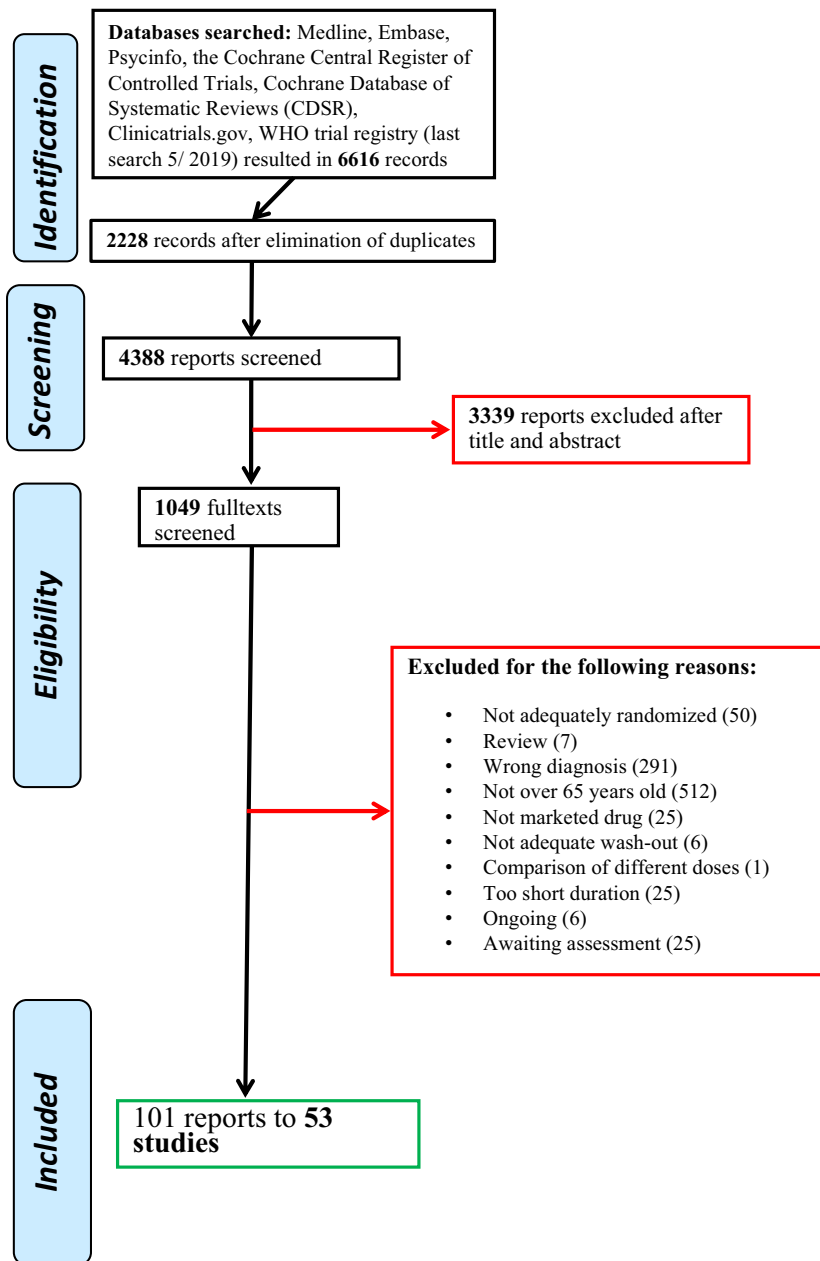 Identification
Databases searched: Medline, Embase,
Psycinfo, the Cochrane Central Register of
Controlled Trials, Cochrane Database of
Systematic Reviews (CDSR),
Clinicatrials.gov, WHO trial registry (last
search 5/ 2019) resulted in 6616 records
2228 records after elimination of duplicates
Screening
4388 reports screened
3339 reports excluded after
title and abstract
Eligibility
1049 fulltexts
screened
Excluded for the following reasons:
• Not adequately randomized (50)
• Review (7)
• Wrong diagnosis (291)
• Not over 65 years old (512)
• Not marketed drug (25)
• Not adequate wash-out (6)
• Comparison of different doses (1)
• Too short duration (25)
• Ongoing (6)
• Awaiting assessment (25)
Included
101 reports to 53
studies